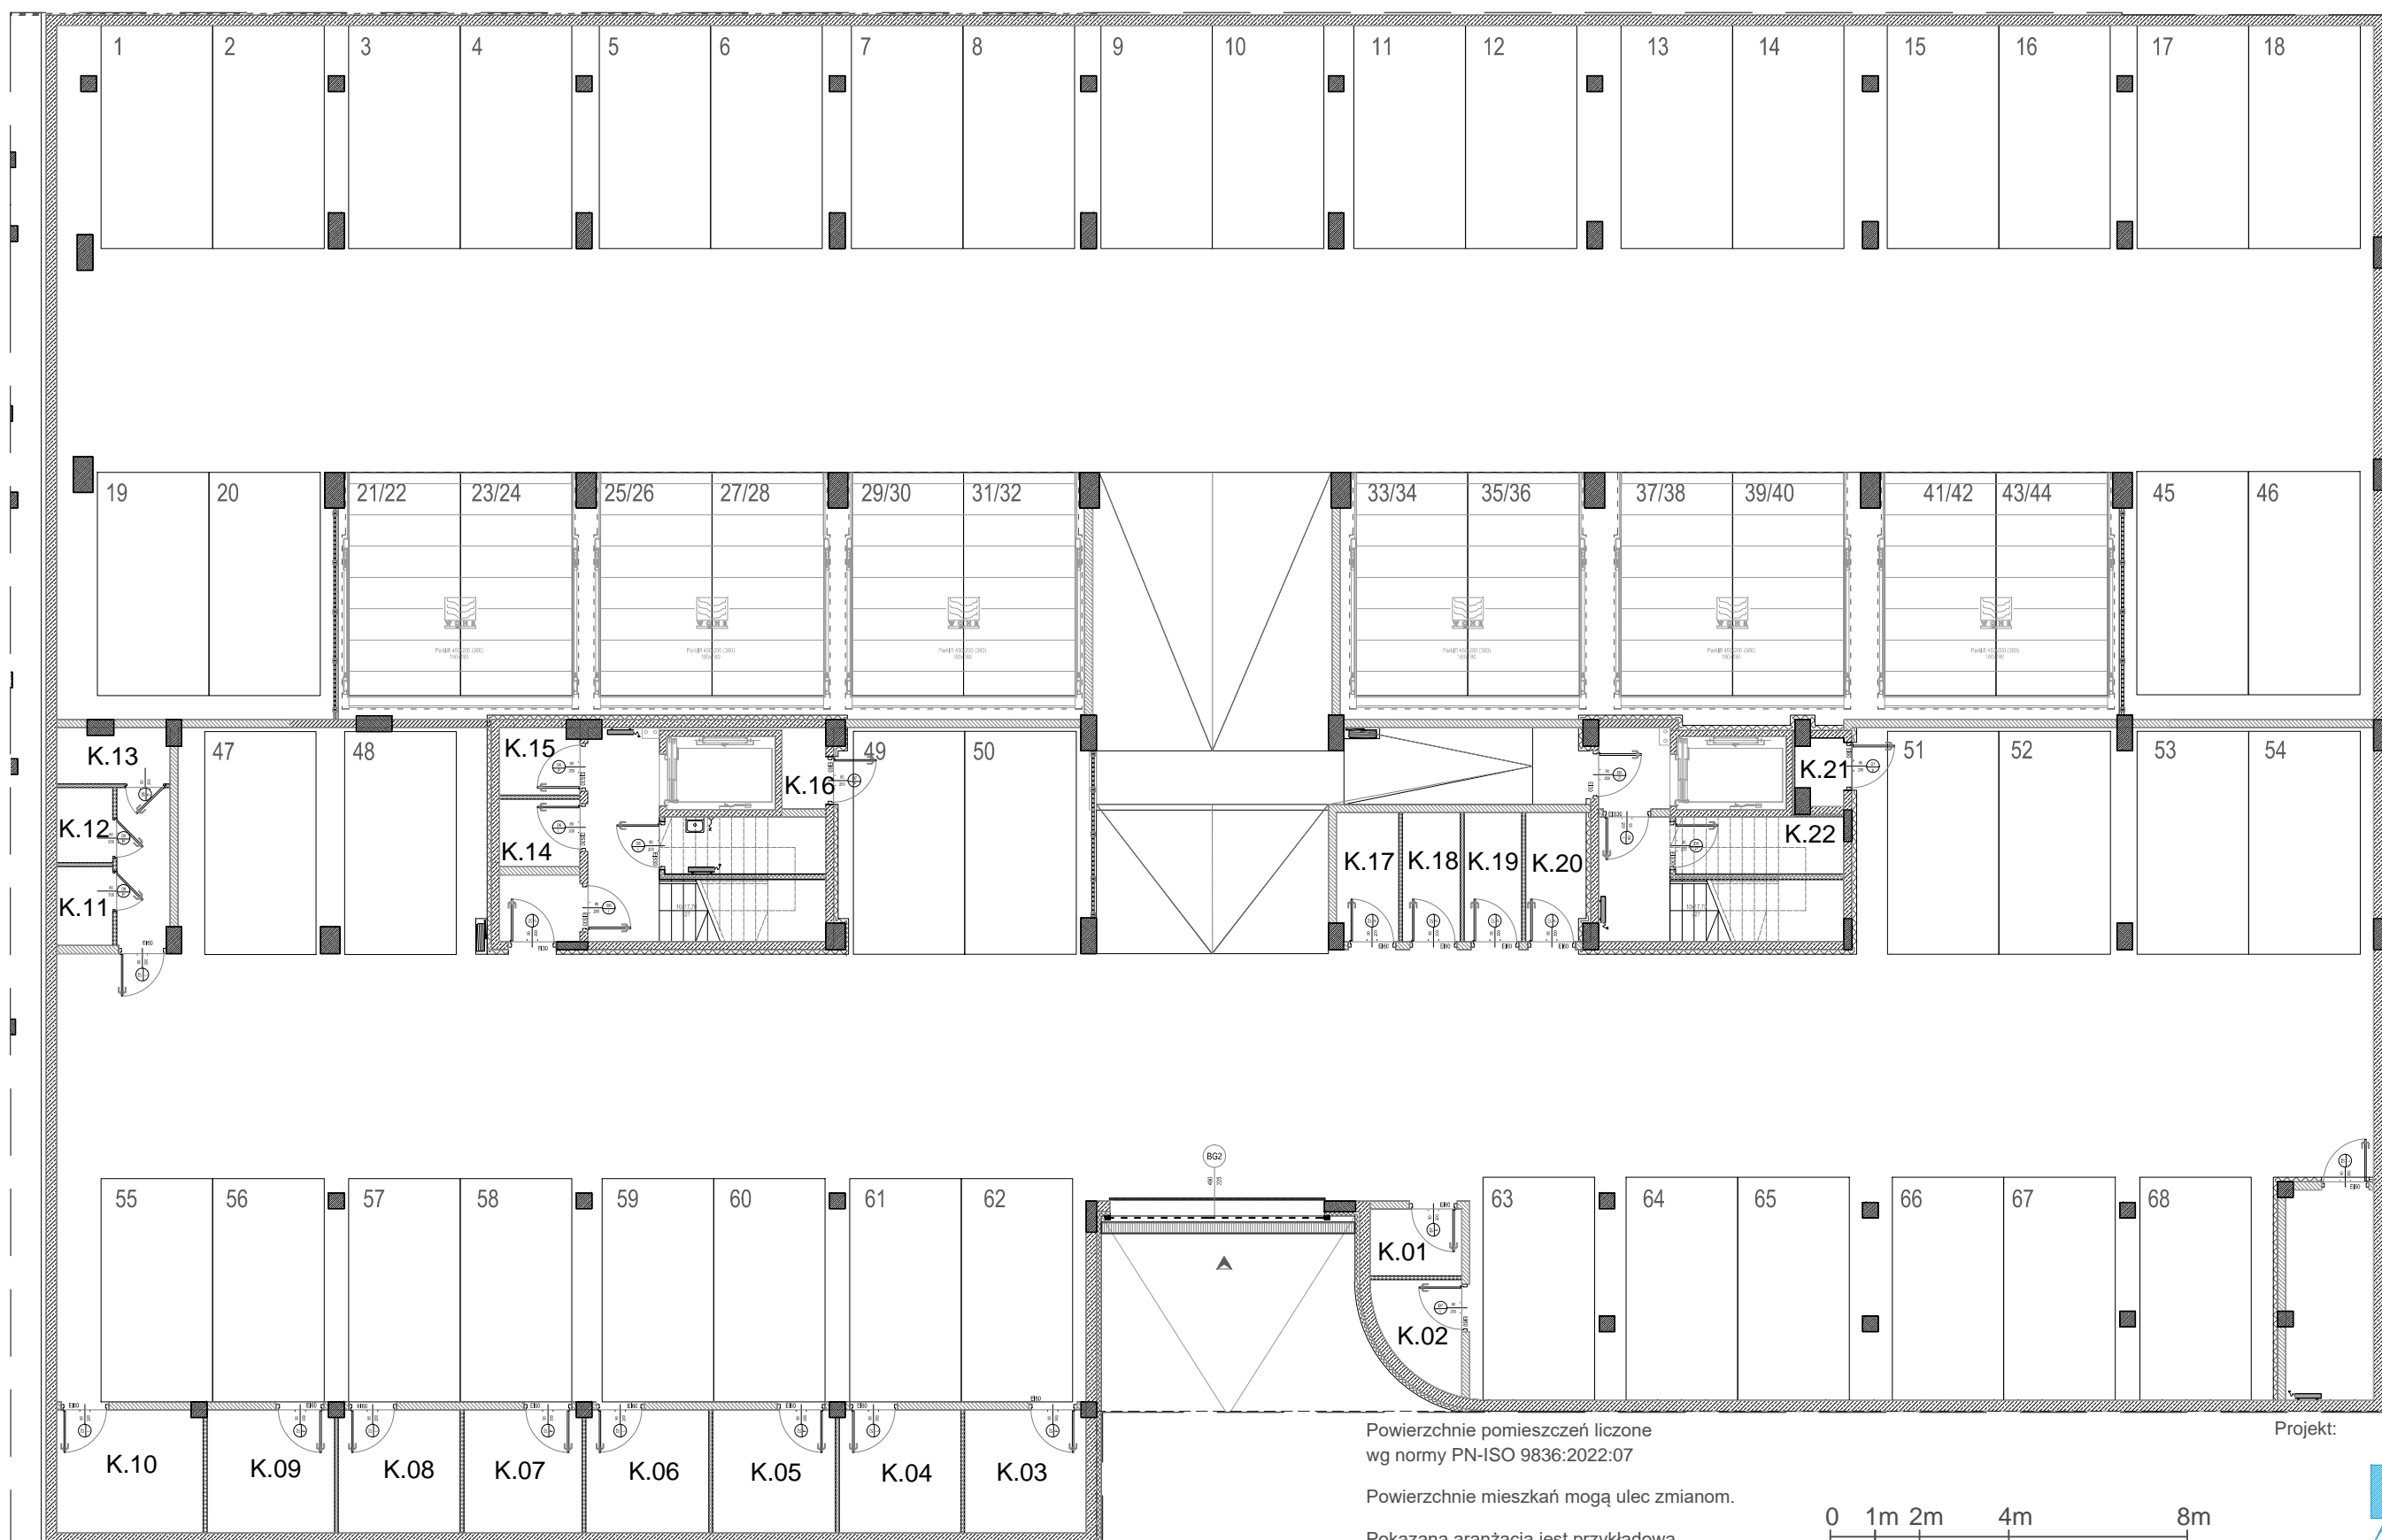 1 2 3 4 5 6 7 8 9 10 11 12 13 14 15 16 17 18
19 20 21/22 23/24 25/26 27/28 29/30 31/32 33/34 35/36 37/38 39/40 41/42 43/44 45 46
K.13 47 48 K.15 K.16 49 50 K.21 51 52 53 54
K.12 K.14 K.22
K.11 K.17 K.18 K.19 K.20
BG2
55 56 57 58 59 60 61 62 63 64 65 66 67 68
K.01
K.02
K.10 K.09 K.08 K.07 K.06 K.05 K.04 K.03
Powierzchnie pomieszczeń liczone
wg normy PN-ISO 9836:2022:07
Projekt:
Powierzchnie mieszkań mogą ulec zmianom.
0 1m 2m 4m 8m
Pokazana aranżacja jest przykładowa